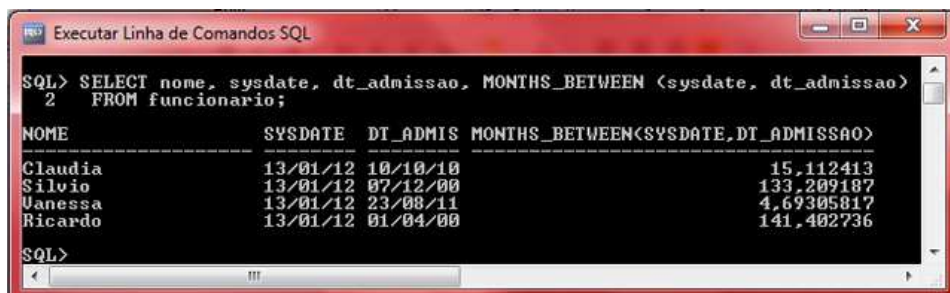 Executar Linha de Comandos SQL
SQL> SELECT nome, sysdate, dt_admissao, MONTHS_BETWEEN (sysdate, dt_admissao)
2 FROM funcionario;
NOME SYSDATE DT_ADMIS MONTHS_BETWEEN(SYSDATE,DT_ADMISSAO)
-------------------- -------- -------- -----------------------------------
Claudia 13/01/12 10/10/10 15,112413
Silvio 13/01/12 07/12/00 133,209187
Vanessa 13/01/12 23/08/11 4,69305817
Ricardo 13/01/12 01/04/00 141,402736
SQL>